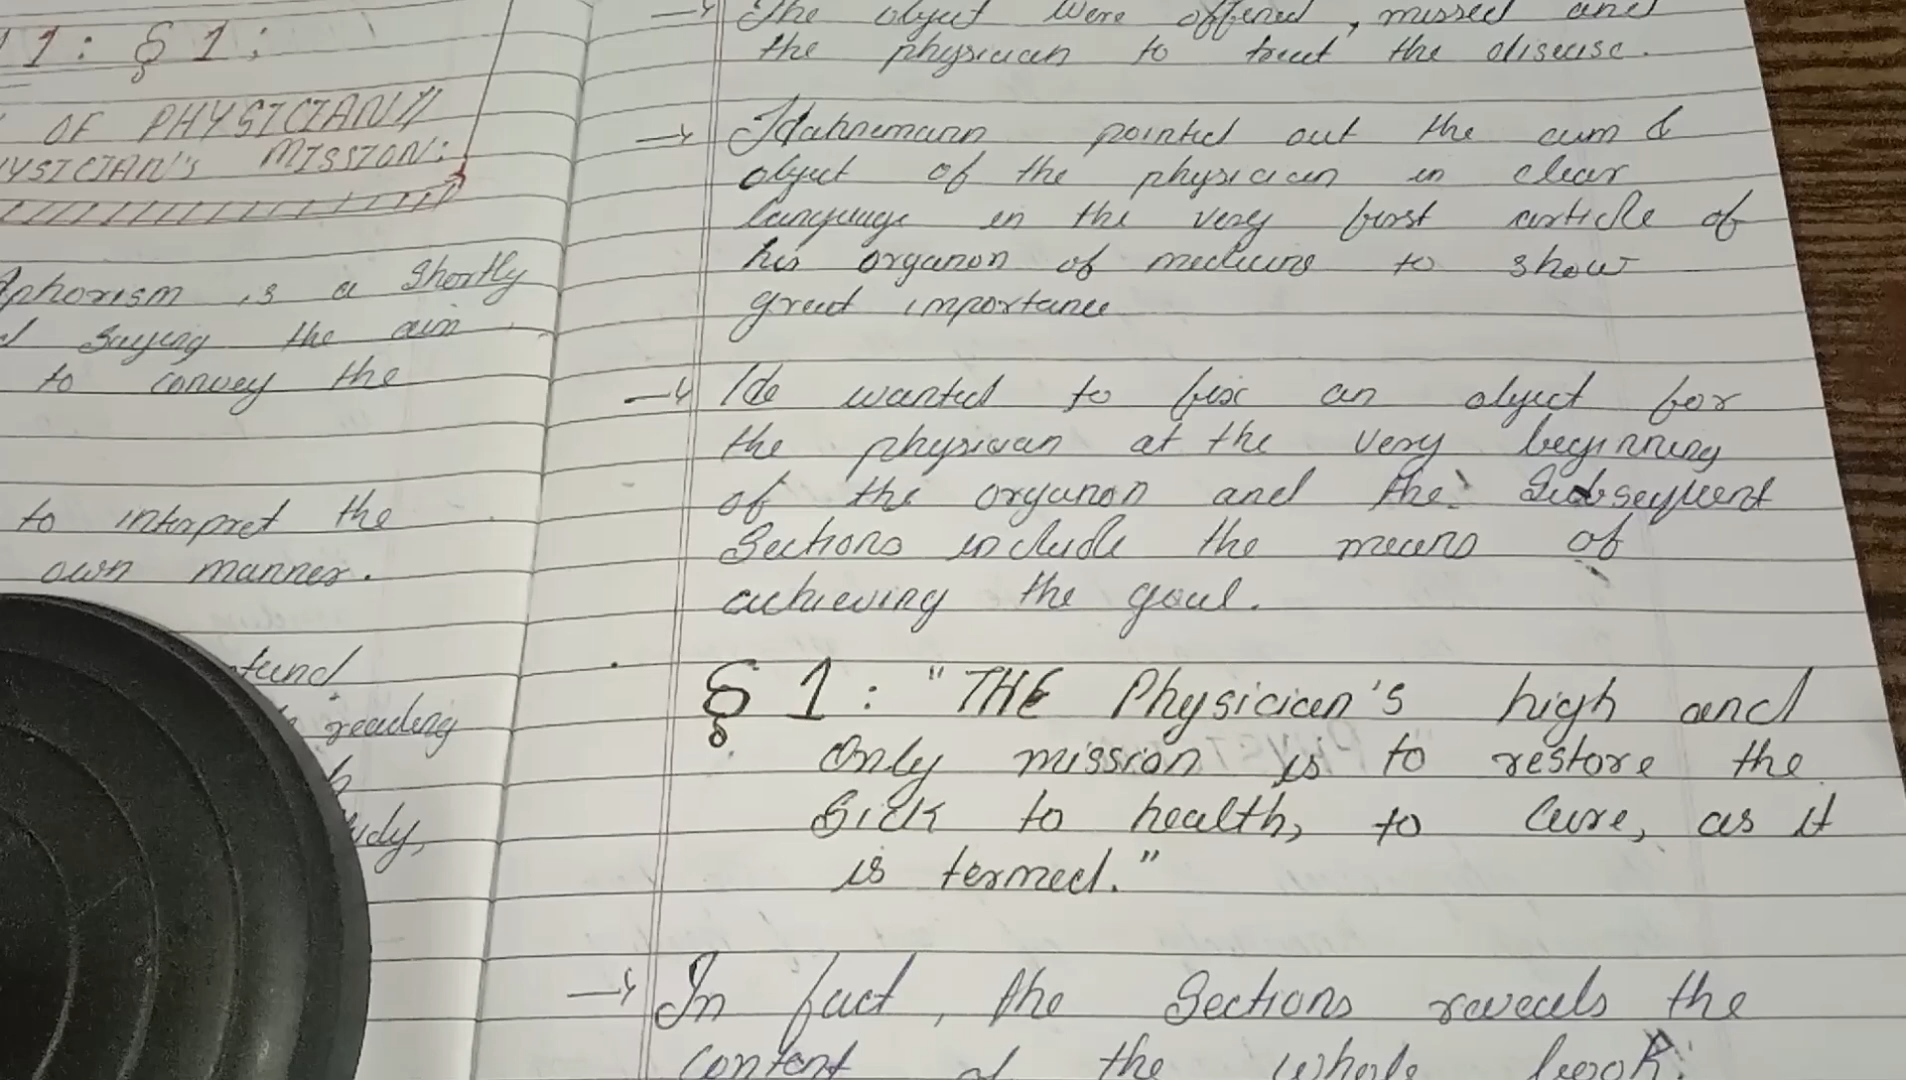 1: § 1:
OF PHYSICIAN'//
YSICIAN'S MISSION:
Aphorism is a shortly
saying the aim
to convey the
to interpret the
own manner.
reading
The object were offened, missed and
the physician to treat the disease.
→ Hahnemann pointed out the aim &
object of the physician in clear
language in the very first article of
his organon of medicine to show
great importance
→ He wanted to fix an object for
the physician at the very beginning
of the organon and the Subsequent
Sections include the means of
achieving the goal.
§ 1: "THE Physician's high and
only mission is to restore the
sick to health, to cure, as it
is termed."
→ In fact, the Sections reveals the
content of the whole book.